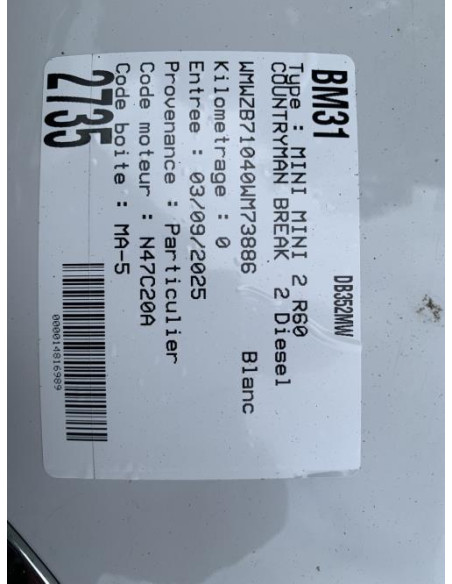 BM31 DB352MW
Type : MINI MINI 2 R60
COUNTRYMAN BREAK 2 Diesel
WMWZB71040WM73886 Blanc
Kilometrage : 0
Entree : 03/09/2025
Provenance : Particulier
Code moteur : N47C20A
Code boite : MA-5
2735
0000014816989